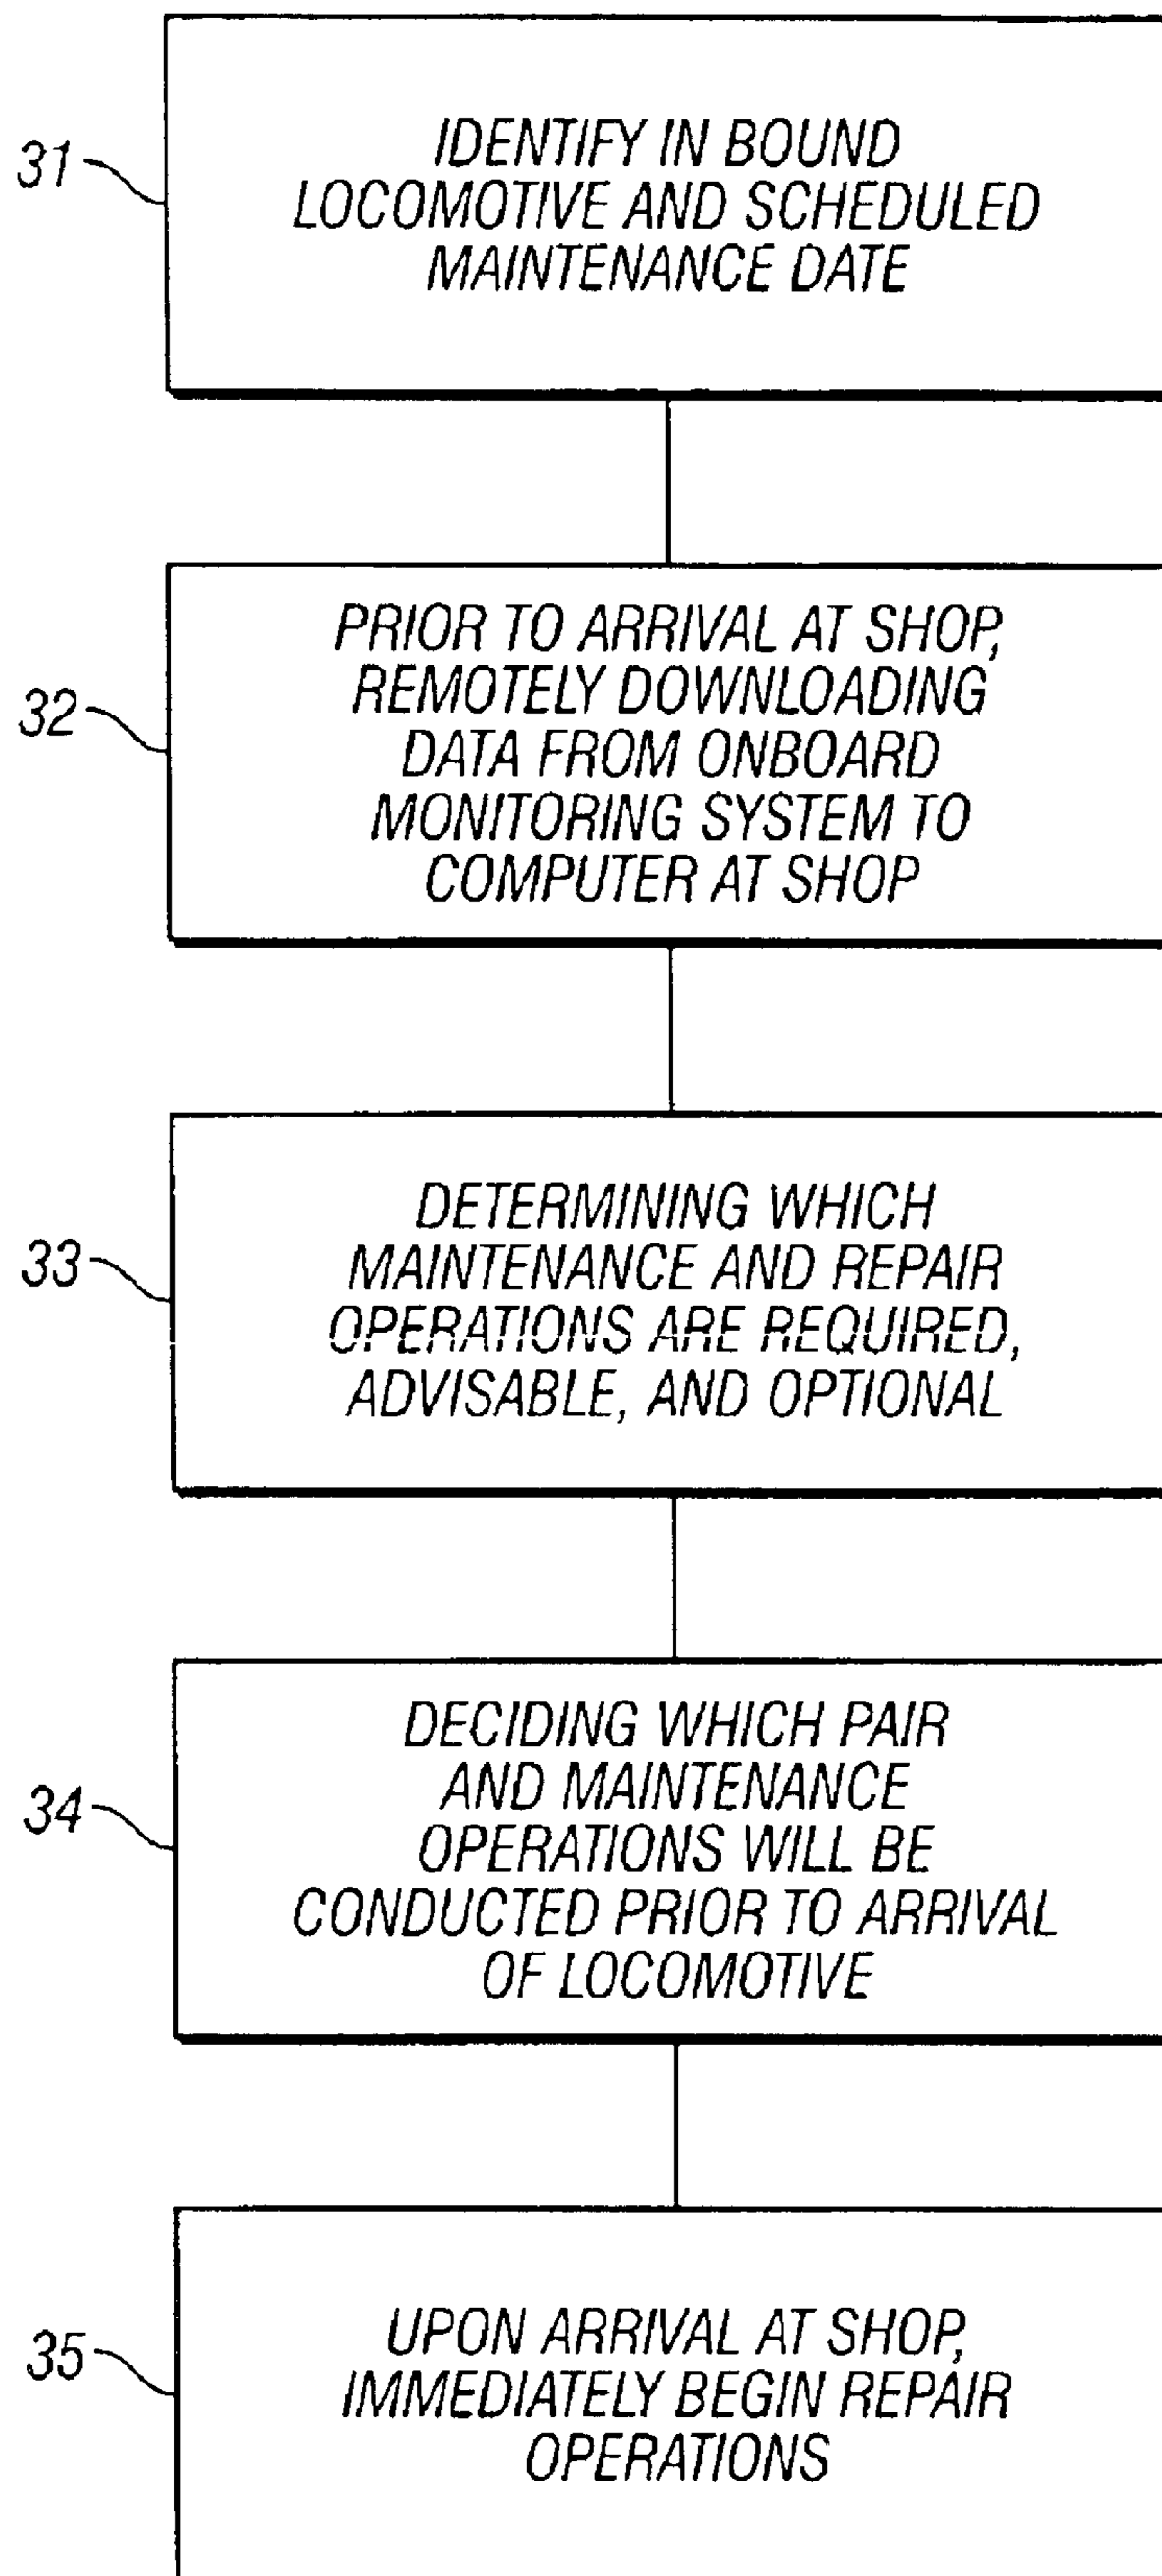 31
IDENTIFY IN BOUND
LOCOMOTIVE AND SCHEDULED
MAINTENANCE DATE
32
PRIOR TO ARRIVAL AT SHOP,
REMOTELY DOWNLOADING
DATA FROM ONBOARD
MONITORING SYSTEM TO
COMPUTER AT SHOP
33
DETERMINING WHICH
MAINTENANCE AND REPAIR
OPERATIONS ARE REQUIRED,
ADVISABLE, AND OPTIONAL
34
DECIDING WHICH PAIR
AND MAINTENANCE
OPERATIONS WILL BE
CONDUCTED PRIOR TO ARRIVAL
OF LOCOMOTIVE
35
UPON ARRIVAL AT SHOP,
IMMEDIATELY BEGIN REPAIR
OPERATIONS